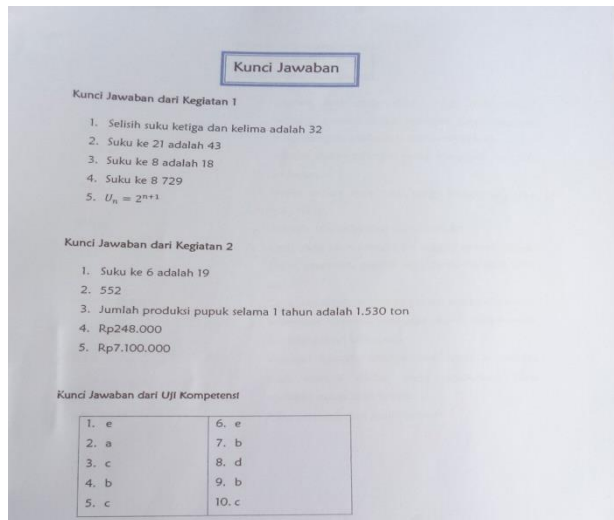 Kunci Jawaban
Kunci Jawaban dari Kegiatan 1
1. Selisih suku ketiga dan kelima adalah 32
2. Suku ke 21 adalah 43
3. Suku ke 8 adalah 18
4. Suku ke 8 729
5. Uₙ = 2ⁿ⁺¹
Kunci Jawaban dari Kegiatan 2
1. Suku ke 6 adalah 19
2. 552
3. Jumlah produksi pupuk selama 1 tahun adalah 1.530 ton
4. Rp248.000
5. Rp7.100.000
Kunci Jawaban dari Uji Kompetensi
1. e
2. a
3. c
4. b
5. c
6. e
7. b
8. d
9. b
10. c